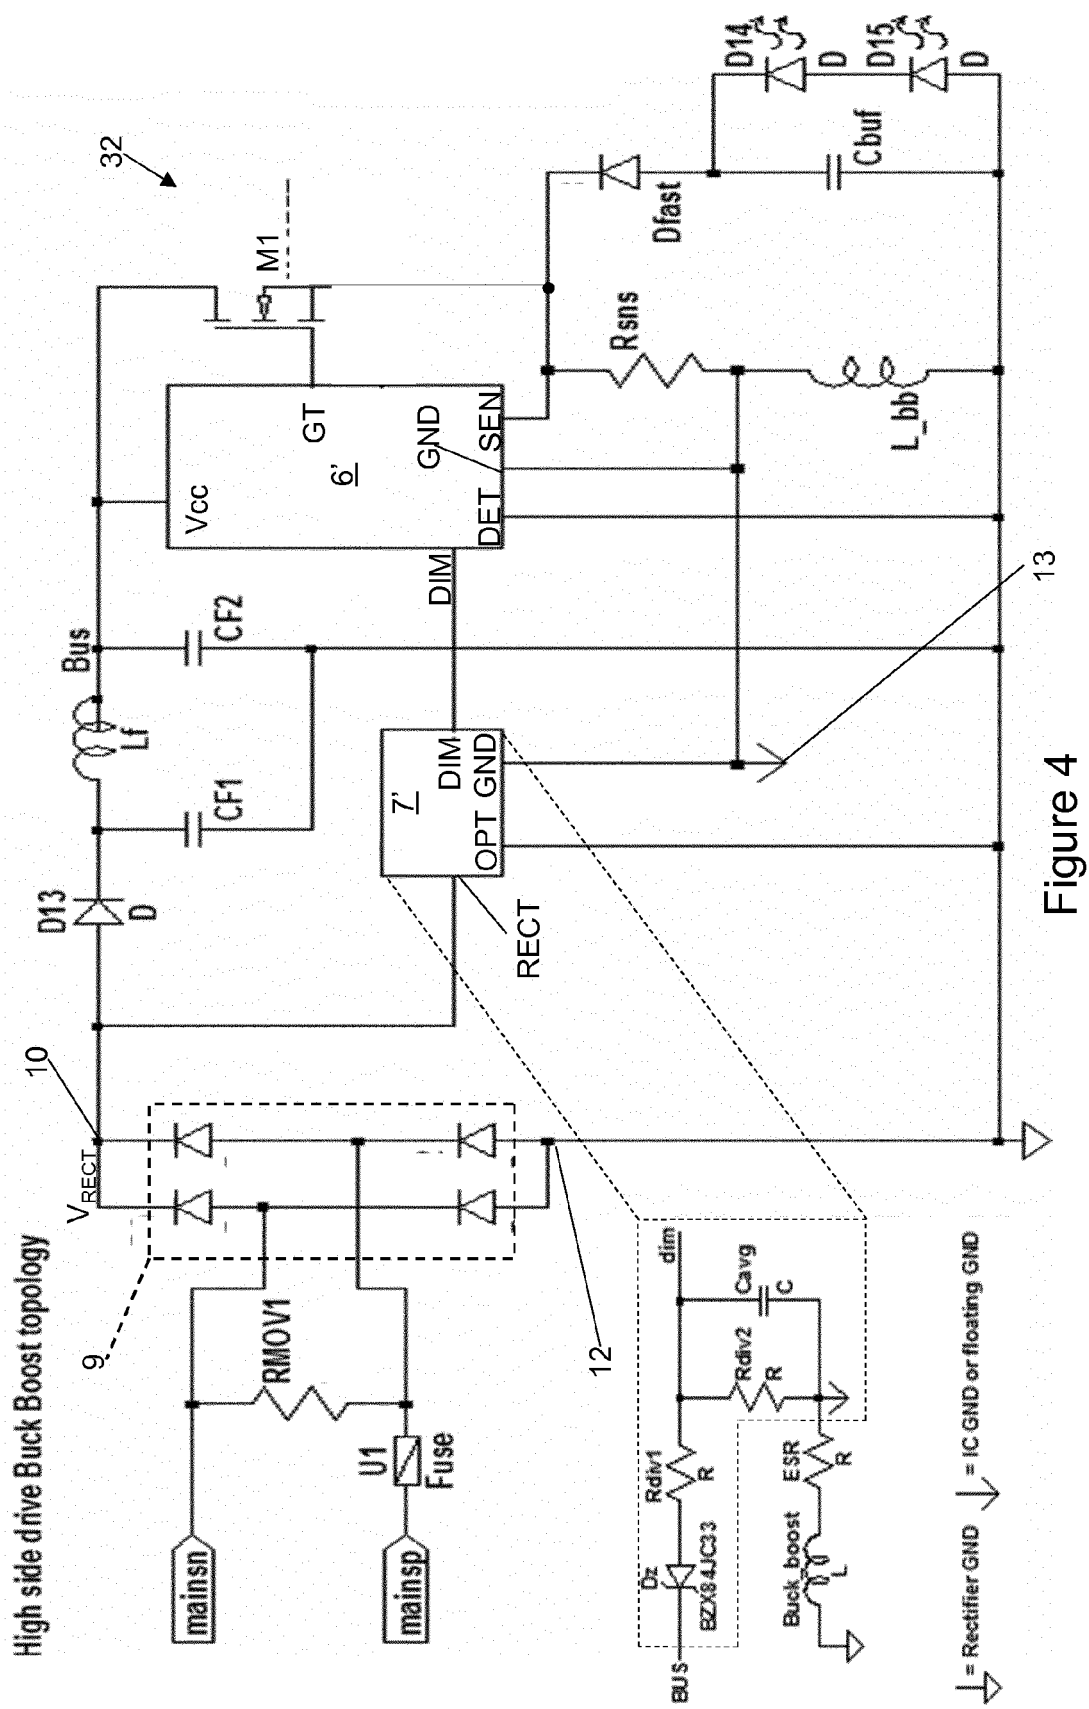 High side drive Buck Boost topology
mainsn
mainsp
U1
Fuse
RMOV1
9
VRECT
10
12
D13
D
CF1
Lf
Bus
CF2
RECT
7'
OPT
GND
DIM
DIM
Vcc
6'
GT
GND
DET
SEN
M1
32
Rsns
L_bb
Dfast
Cbuf
D14
D
D15
D
13
BUS
Dz
BZX84JC33
Rdiv1
R
Rdiv2
R
Cavg
C
dim
Buck_boost
L
ESR
R
= Rectifier GND
= IC GND or floating GND
Figure 4